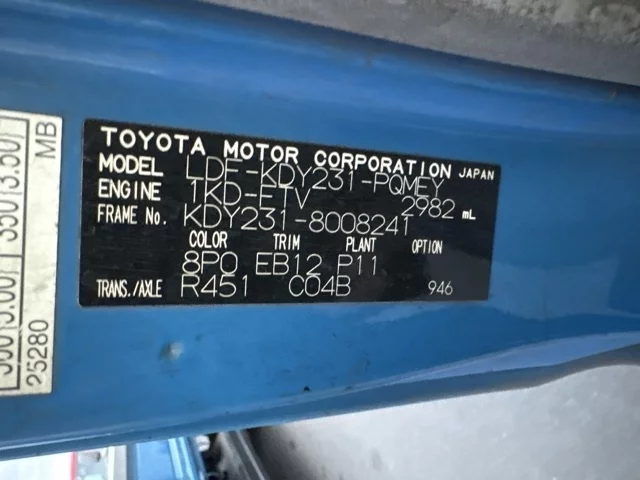 TOYOTA MOTOR CORPORATION JAPAN
MODEL LDF-KDY231-PQMEY
ENGINE 1KD-FTV 2982 mL
FRAME No. KDY231-8008241
COLOR TRIM PLANT OPTION
8P0 EB12 P11
TRANS./AXLE R451 C04B 946
25280 MB